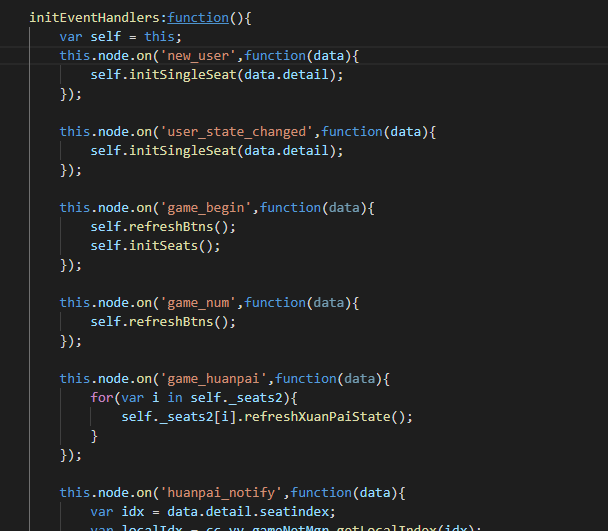 initEventHandlers:function(){
var self = this;
this.node.on('new_user',function(data){
self.initSingleSeat(data.detail);
});
this.node.on('user_state_changed',function(data){
self.initSingleSeat(data.detail);
});
this.node.on('game_begin',function(data){
self.refreshBtns();
self.initSeats();
});
this.node.on('game_num',function(data){
self.refreshBtns();
});
this.node.on('game_huanpai',function(data){
for(var i in self._seats2){
self._seats2[i].refreshXuanPaiState();
}
});
this.node.on('huanpai_notify',function(data){
var idx = data.detail.seatindex;
var localIdx = cc.vv.gameNetMgr.getLocalIndex(idx);